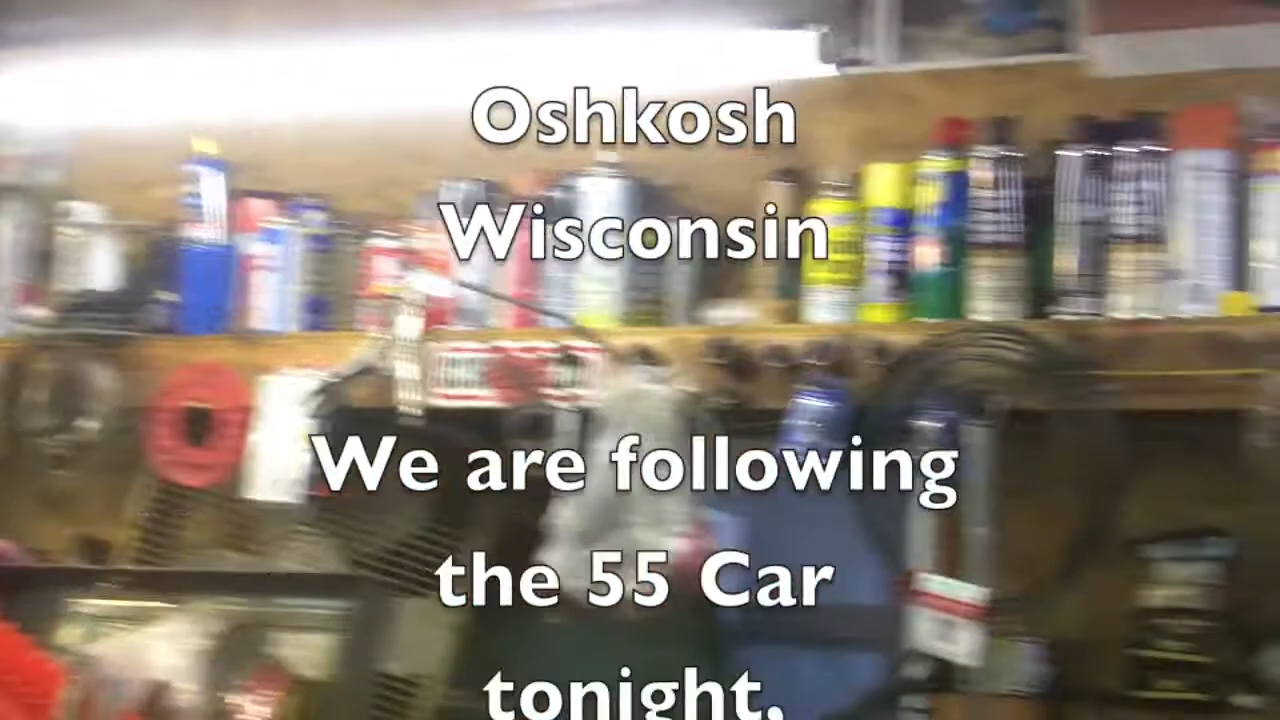 Oshkosh
Wisconsin
We are following
the 55 Car
tonight,